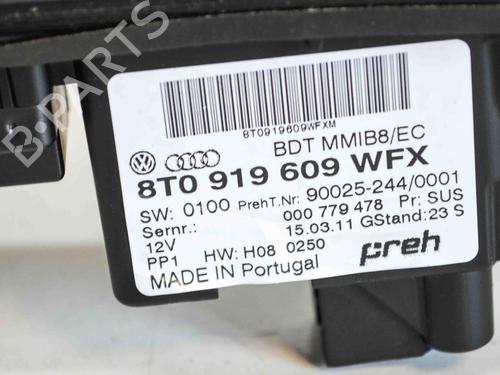 B-PARTS
8T0919609WFXM
BDT MMIB8/EC
8T0 919 609 WFX
SW: 0100 PrehT.Nr: 90025-244/0001
Sernr.: 000 779 478 Pr: SUS
12V 15.03.11 GStand: 23 S
PP1 HW: H08 0250
MADE IN Portugal
preh